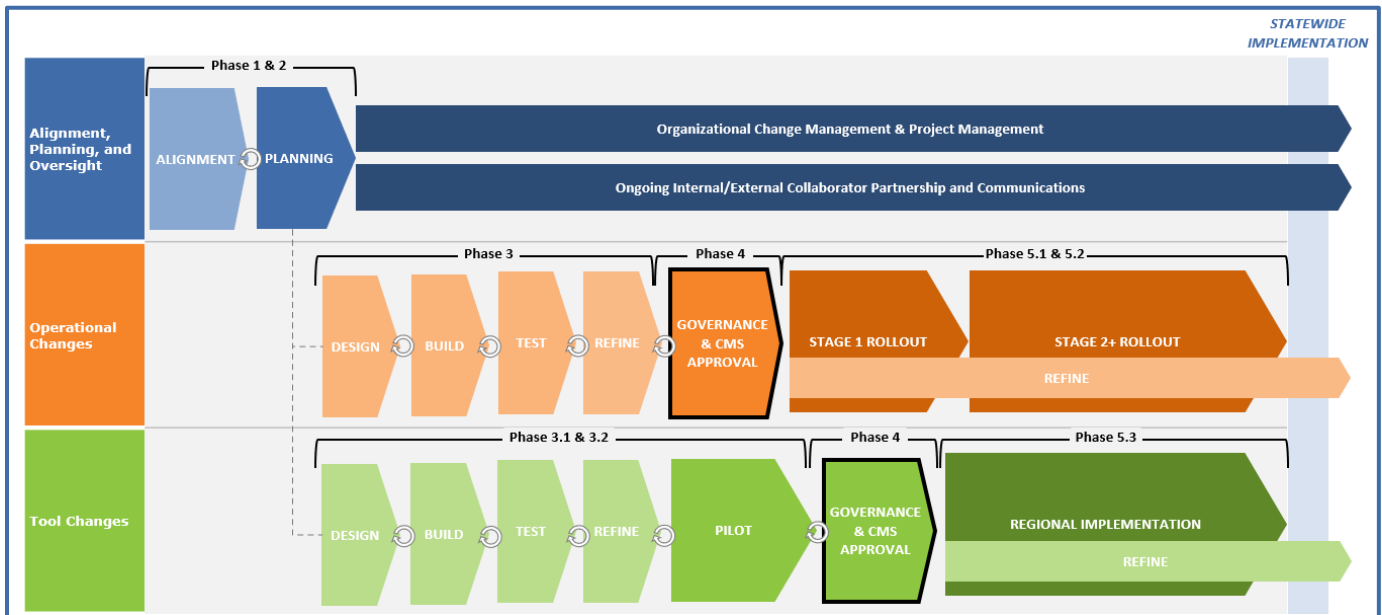 STATEWIDE
IMPLEMENTATION
Phase 1 & 2
Alignment,
Planning, and
Oversight
ALIGNMENT
PLANNING
Organizational Change Management & Project Management
Ongoing Internal/External Collaborator Partnership and Communications
Phase 3
Phase 4
Phase 5.1 & 5.2
Operational
Changes
DESIGN
BUILD
TEST
REFINE
GOVERNANCE
& CMS
APPROVAL
STAGE 1 ROLLOUT
STAGE 2+ ROLLOUT
REFINE
Phase 3.1 & 3.2
Phase 4
Phase 5.3
Tool Changes
DESIGN
BUILD
TEST
REFINE
PILOT
GOVERNANCE
& CMS
APPROVAL
REGIONAL IMPLEMENTATION
REFINE